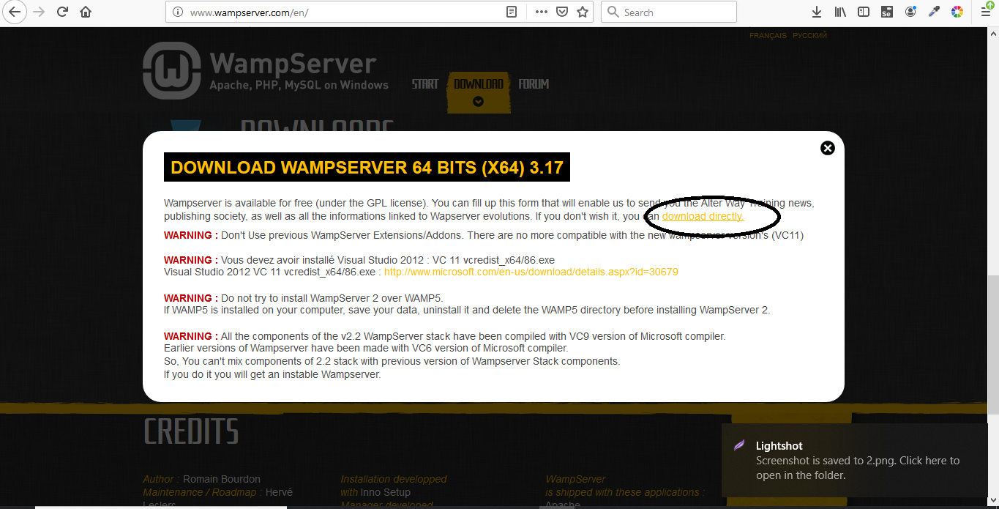 www.wampserver.com/en/
Search
FRANÇAIS РУССКИЙ
WampServer
Apache, PHP, MySQL on Windows
START DOWNLOAD FORUM
DOWNLOADS
DOWNLOAD WAMPSERVER 64 BITS (X64) 3.17
Wampserver is available for free (under the GPL license). You can fill up this form that will enable us to send you the Alter Way Training news,
publishing society, as well as all the informations linked to Wapserver evolutions. If you don't wish it, you can download directly.
WARNING : Don't Use previous WampServer Extensions/Addons. There are no more compatible with the new wampserver version's (VC11)
WARNING : Vous devez avoir installé Visual Studio 2012 : VC 11 vcredist_x64/86.exe
Visual Studio 2012 VC 11 vcredist_x64/86.exe : http://www.microsoft.com/en-us/download/details.aspx?id=30679
WARNING : Do not try to install WampServer 2 over WAMP5.
If WAMP5 is installed on your computer, save your data, uninstall it and delete the WAMP5 directory before installing WampServer 2.
WARNING : All the components of the v2.2 WampServer stack have been compiled with VC9 version of Microsoft compiler.
Earlier versions of Wampserver have been made with VC6 version of Microsoft compiler.
So, You can't mix components of 2.2 stack with previous version of Wampserver Stack components.
If you do it you will get an instable Wampserver.
CREDITS
Author : Romain Bourdon
Maintenance / Roadmap : Hervé
Leclerc
Installation developped
with Inno Setup
Manager developed
WampServer
is shipped with these applications :
Apache
Lightshot
Screenshot is saved to 2.png. Click here to
open in the folder.